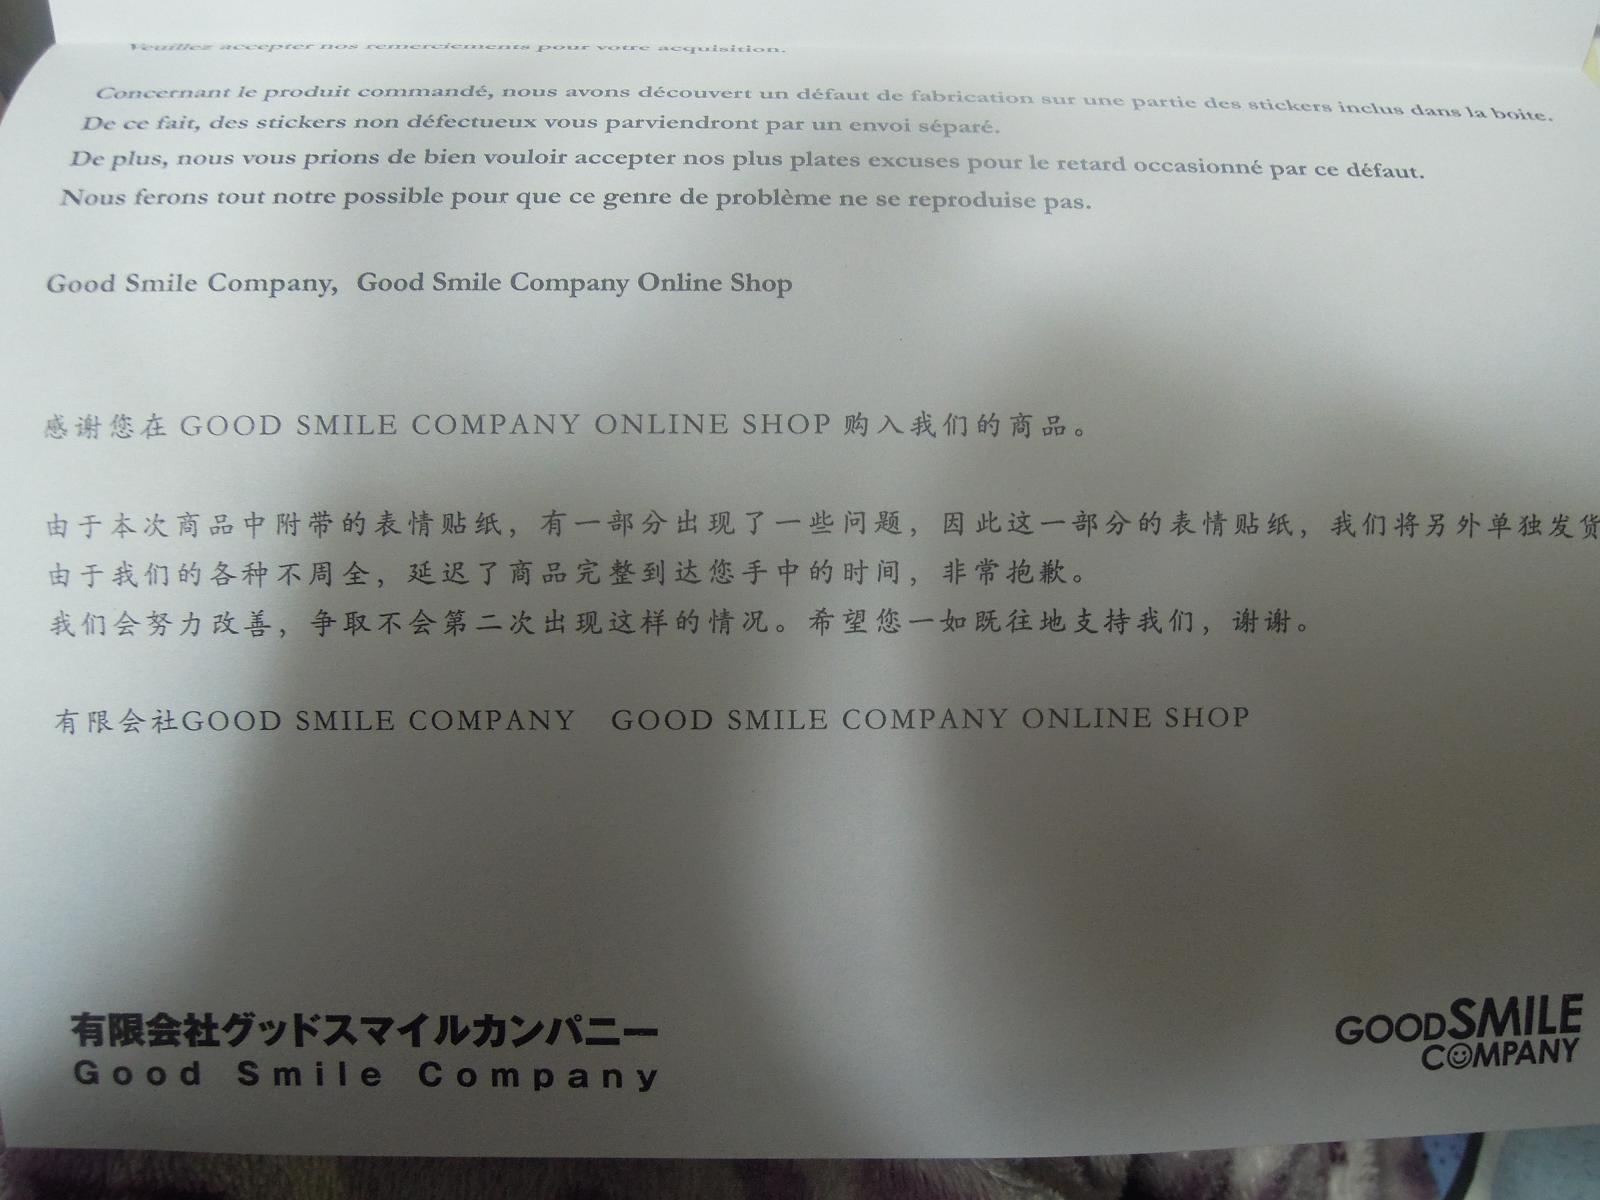 Veuillez accepter nos remerciements pour votre acquisition.
Concernant le produit commandé, nous avons découvert un défaut de fabrication sur une partie des stickers inclus dans la boite.
De ce fait, des stickers non défectueux vous parviendront par un envoi séparé.
De plus, nous vous prions de bien vouloir accepter nos plus plates excuses pour le retard occasionné par ce défaut.
Nous ferons tout notre possible pour que ce genre de problème ne se reproduise pas.
Good Smile Company, Good Smile Company Online Shop
感谢您在 GOOD SMILE COMPANY ONLINE SHOP 购入我们的商品。
由于本次商品中附带的表情贴纸，有一部分出现了一些问题，因此这一部分的表情贴纸，我们将另外单独发货
由于我们的各种不周全，延迟了商品完整到达您手中的时间，非常抱歉。
我们会努力改善，争取不会第二次出现这样的情况。希望您一如既往地支持我们，谢谢。
有限会社GOOD SMILE COMPANY GOOD SMILE COMPANY ONLINE SHOP
有限会社グッドスマイルカンパニー
Good Smile Company
GOODSMILE
COMPANY